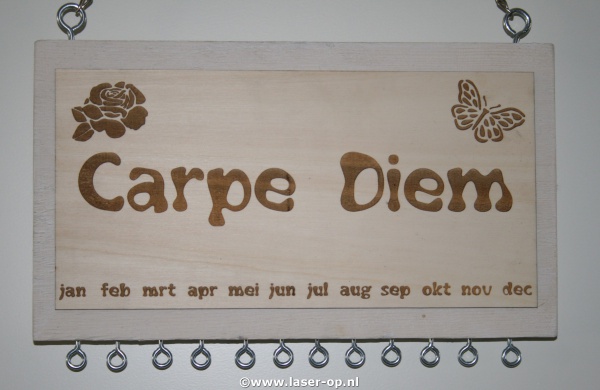 Carpe Diem
jan feb mrt apr mei jun jul aug sep okt nov dec
©www.laser-op.nl